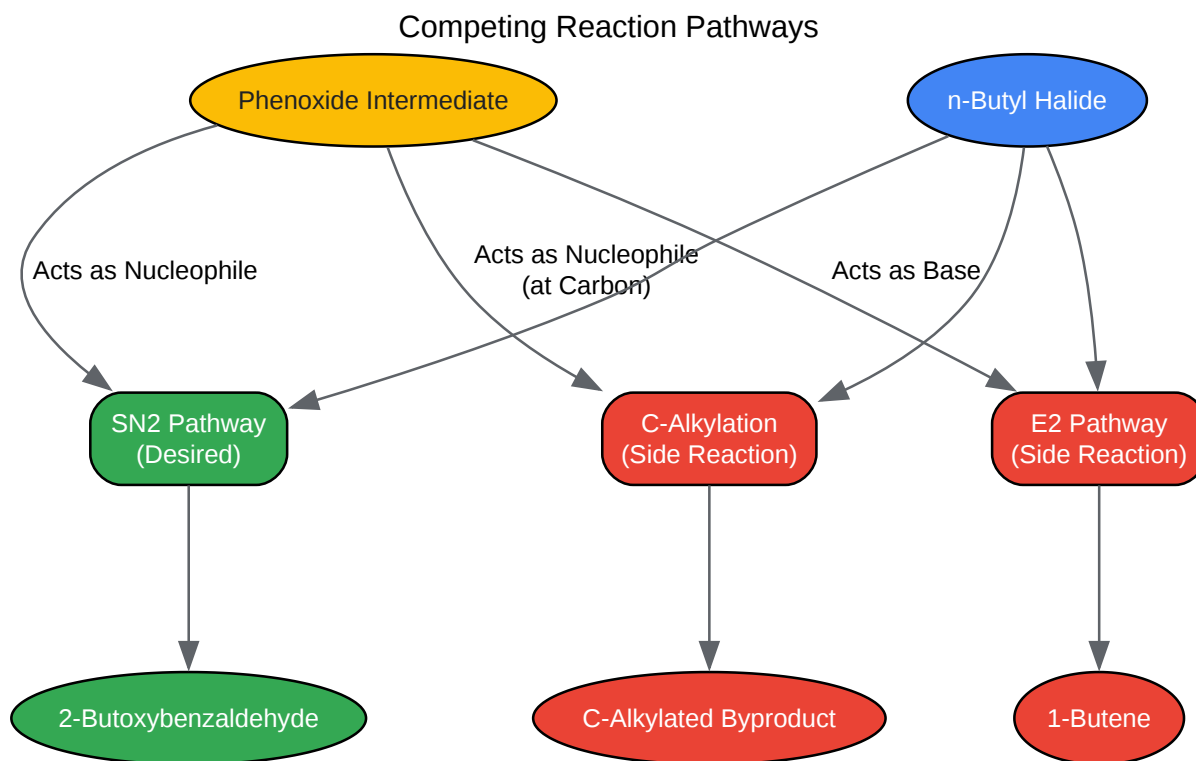 Competing Reaction Pathways
Phenoxide Intermediate
n-Butyl Halide
Acts as Nucleophile
Acts as Nucleophile
(at Carbon)
Acts as Base
SN2 Pathway
(Desired)
C-Alkylation
(Side Reaction)
E2 Pathway
(Side Reaction)
2-Butoxybenzaldehyde
C-Alkylated Byproduct
1-Butene